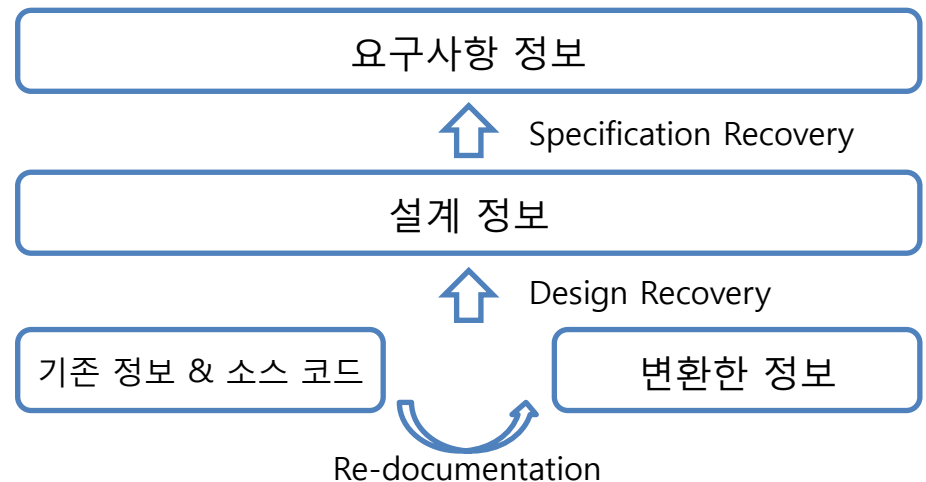 요구사항 정보
Specification Recovery
설계 정보
Design Recovery
기존 정보 & 소스 코드
변환한 정보
Re-documentation